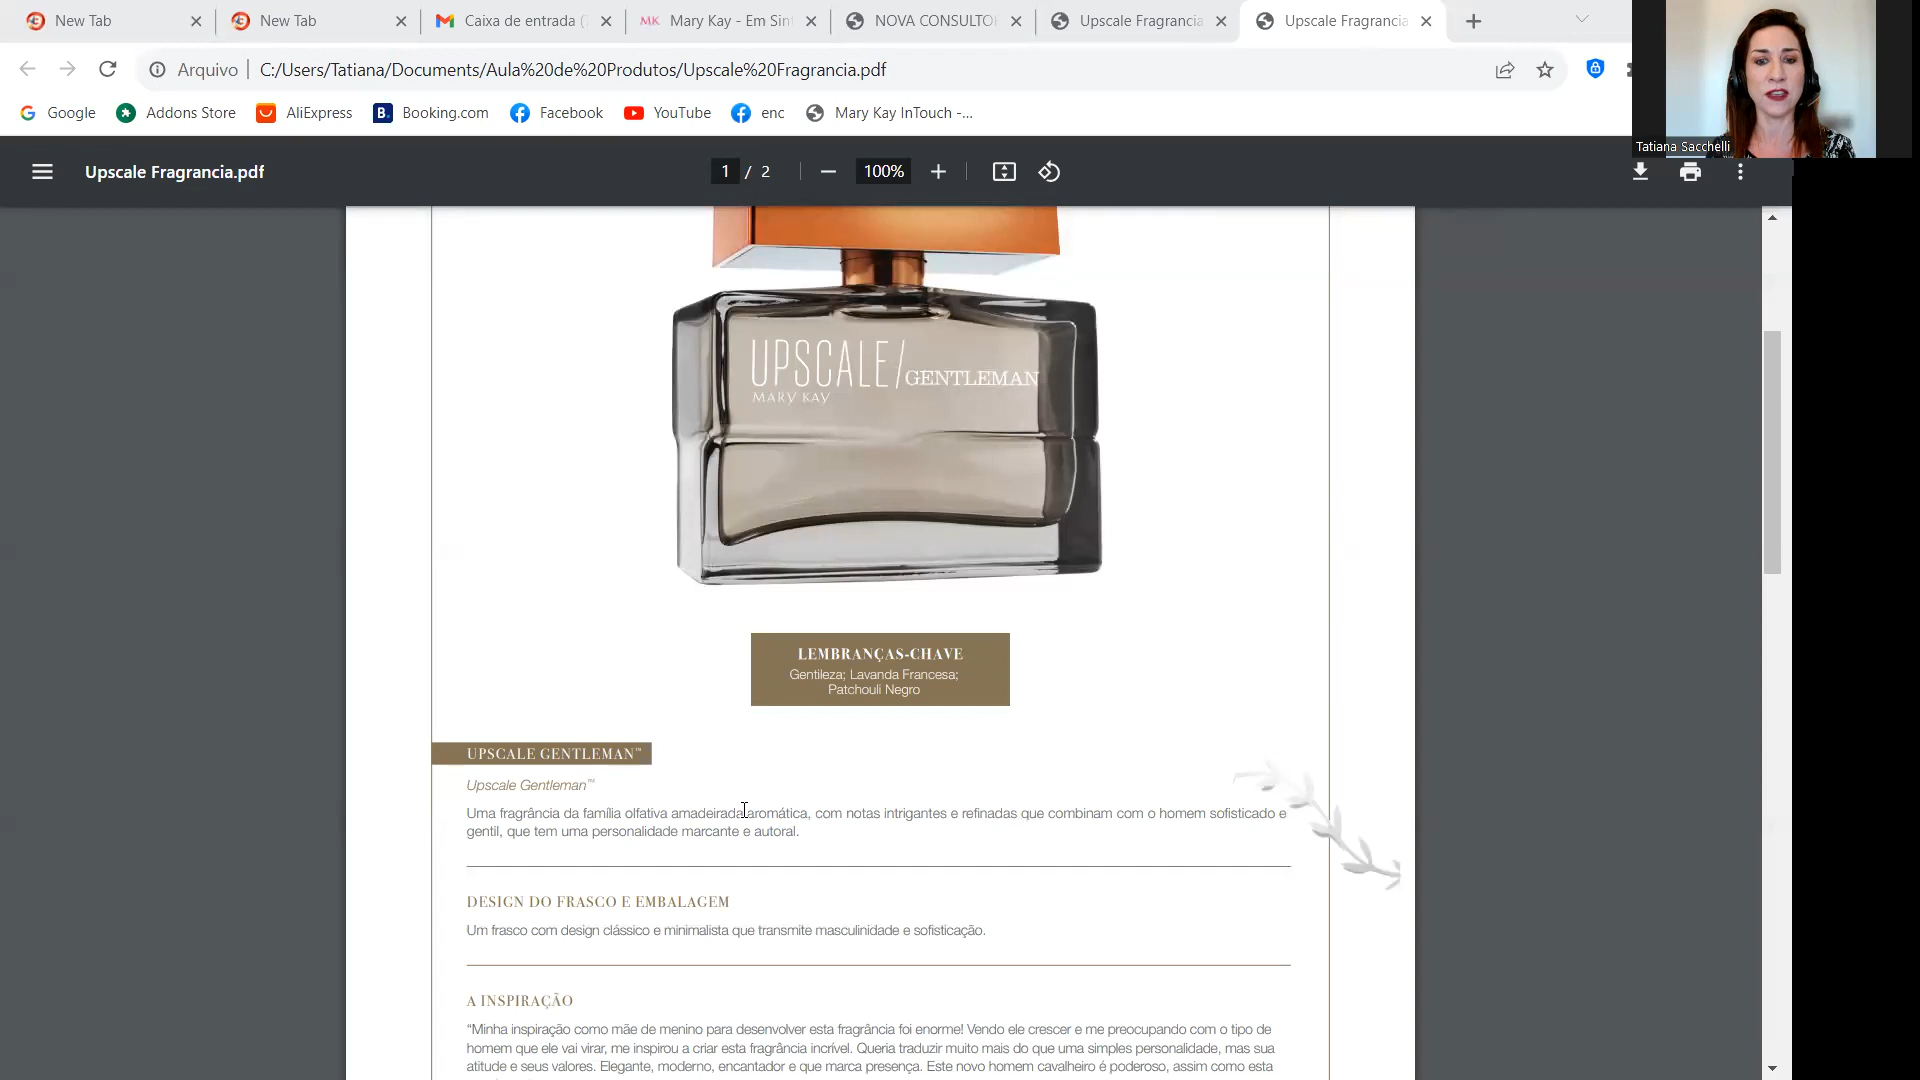 New Tab
New Tab
Caixa de entrada (
Mary Kay - Em Sin
NOVA CONSULTO
Upscale Fragrancia
Upscale Fragrancia
Arquivo
C:/Users/Tatiana/Documents/Aula%20de%20Produtos/Upscale%20Fragrancia.pdf
Google
Addons Store
AliExpress
Booking.com
Facebook
YouTube
enc
Mary Kay InTouch -...
Tatiana Sacchelli
Upscale Fragrancia.pdf
1 / 2
100%
UPSCALE/GENTLEMAN
MARY KAY
LEMBRANÇAS-CHAVE
Gentileza; Lavanda Francesa;
Patchouli Negro
UPSCALE GENTLEMAN™
Upscale Gentleman™
Uma fragrância da família olfativa amadeirada aromática, com notas intrigantes e refinadas que combinam com o homem sofisticado e
gentil, que tem uma personalidade marcante e autoral.
DESIGN DO FRASCO E EMBALAGEM
Um frasco com design clássico e minimalista que transmite masculinidade e sofisticação.
A INSPIRAÇÃO
“Minha inspiração como mãe de menino para desenvolver esta fragrância foi enorme! Vendo ele crescer e me preocupando com o tipo de
homem que ele vai virar, me inspirou a criar esta fragrância incrível. Queria traduzir muito mais do que uma simples personalidade, mas sua
atitude e seus valores. Elegante, moderno, encantador e que marca presença. Este novo homem cavalheiro é poderoso, assim como esta